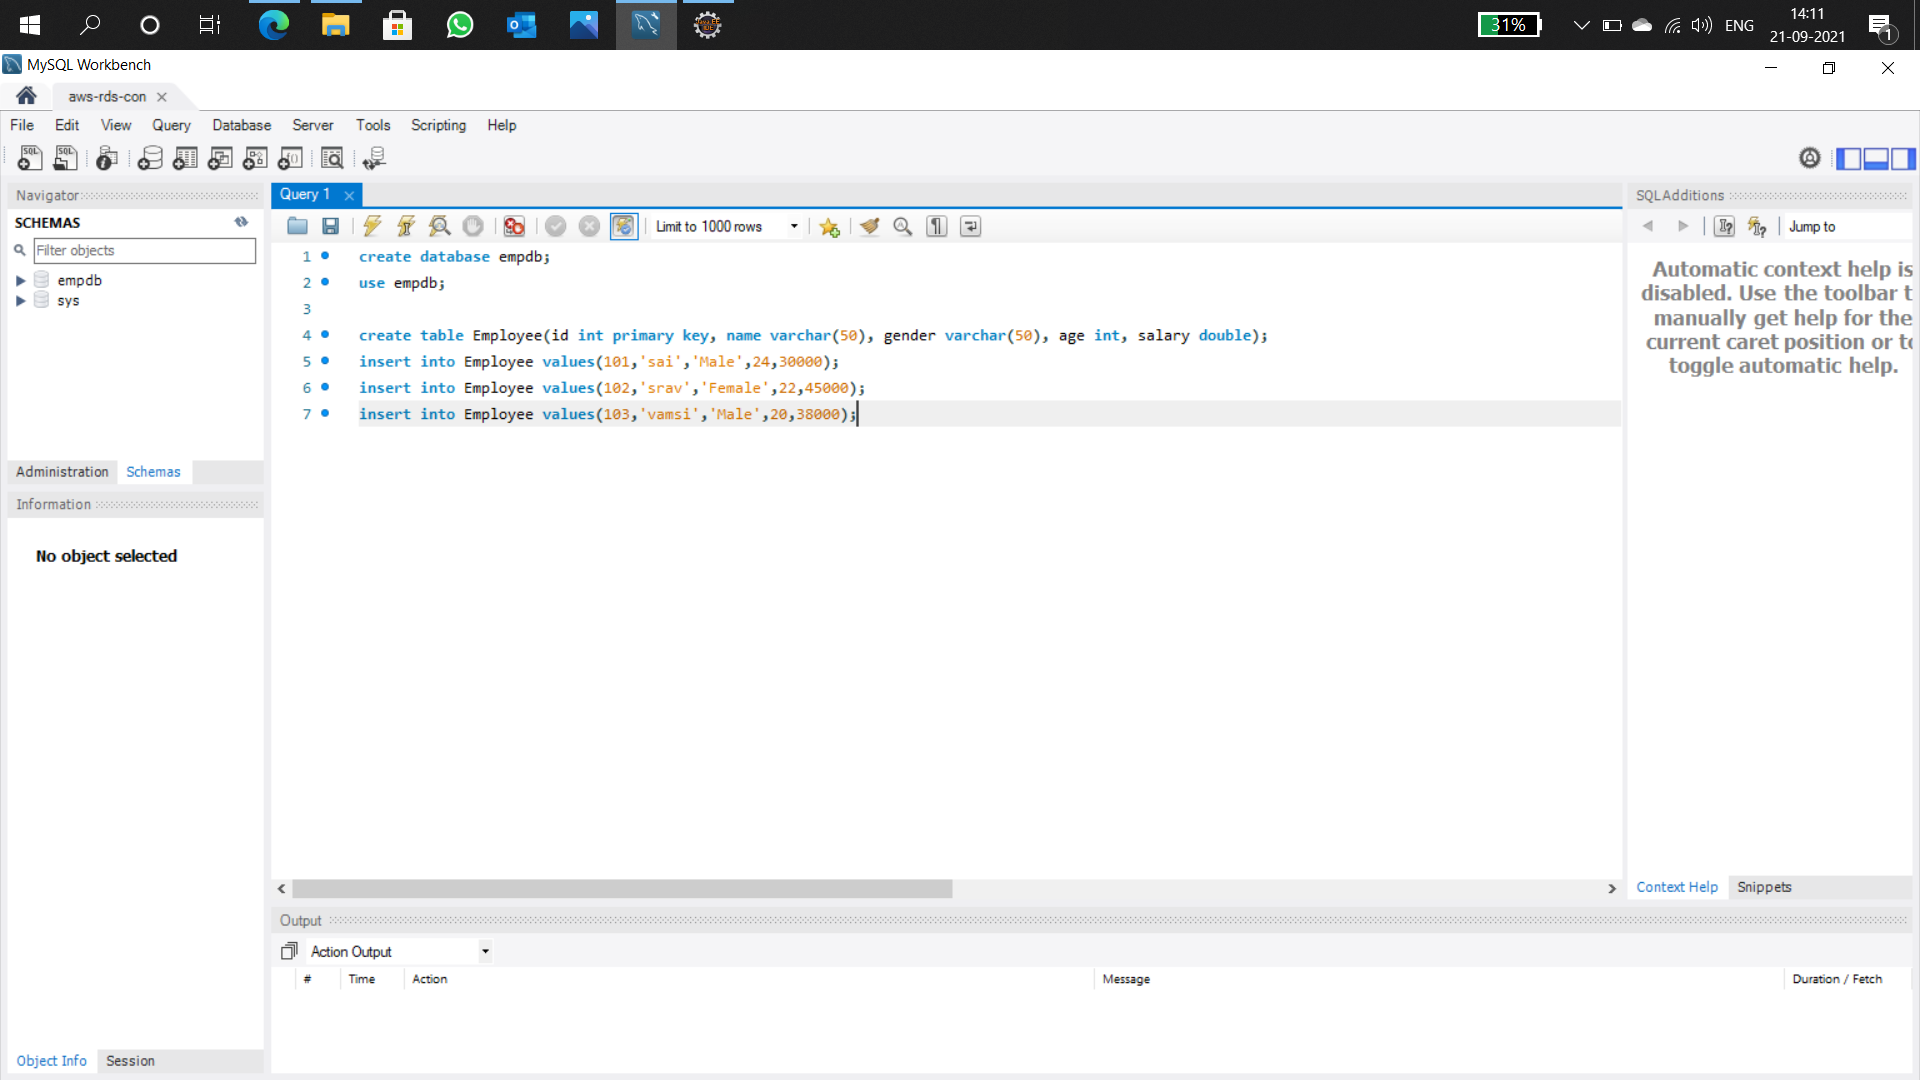 31%
ENG
14:11
21-09-2021
1
MySQL Workbench
aws-rds-con
File Edit View Query Database Server Tools Scripting Help
Navigator
SCHEMAS
Filter objects
empdb
sys
Administration Schemas
Information
No object selected
Object Info Session
Query 1
Limit to 1000 rows
1 create database empdb;
2 use empdb;
3
4 create table Employee(id int primary key, name varchar(50), gender varchar(50), age int, salary double);
5 insert into Employee values(101,'sai','Male',24,30000);
6 insert into Employee values(102,'srav','Female',22,45000);
7 insert into Employee values(103,'vamsi','Male',20,38000);
SQLAdditions
Jump to
Automatic context help is
disabled. Use the toolbar t
manually get help for the
current caret position or to
toggle automatic help.
Context Help Snippets
Output
Action Output
# Time Action Message Duration / Fetch